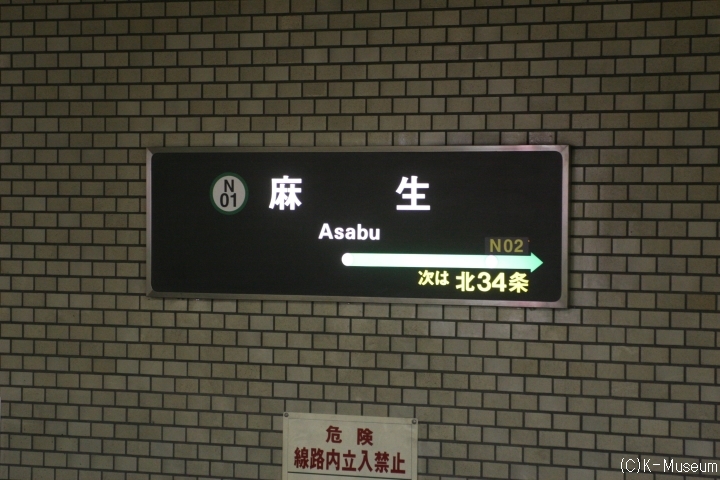 N
01
麻生
Asabu
N02
次は 北34条
危険
線路内立入禁止
(C)K-Museum